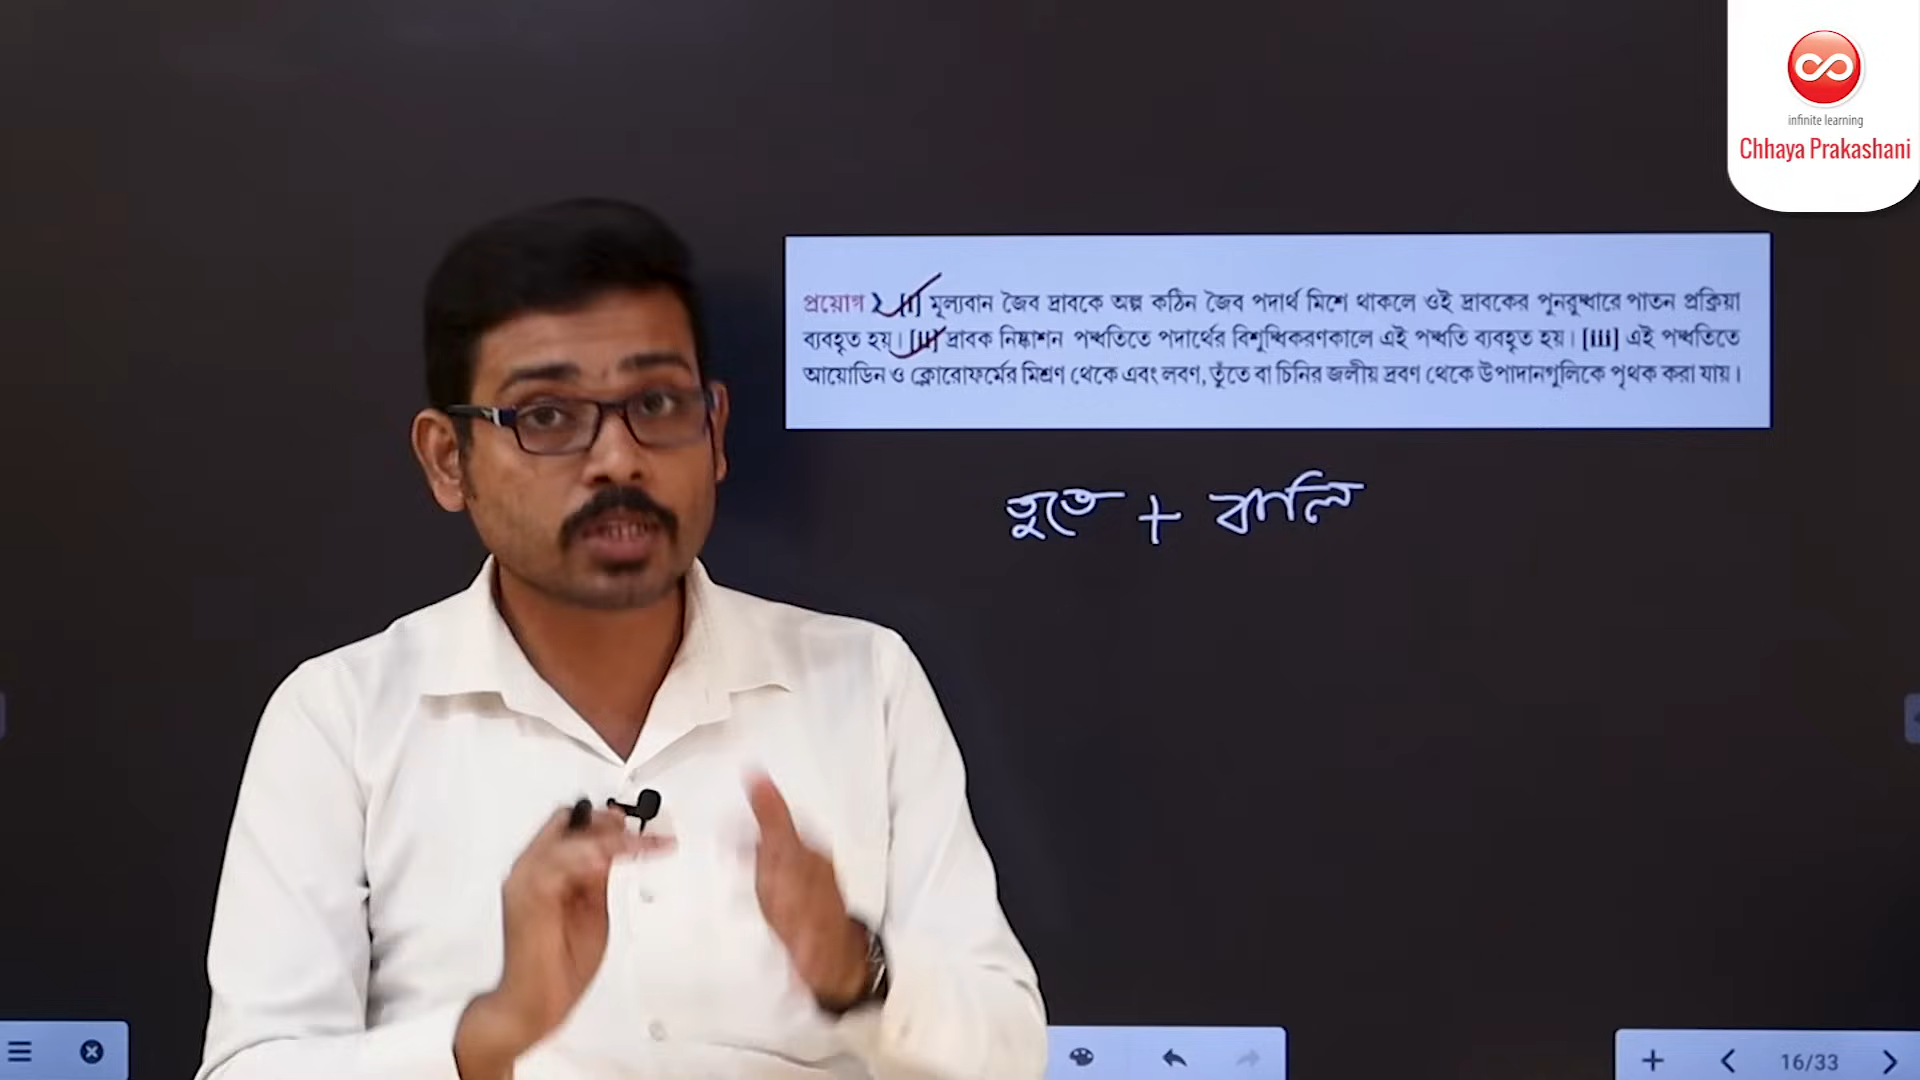 infinite learning
Chhaya Prakashani
প্রয়োগ [i] মূল্যবান জৈব দ্রাবকে অল্প কঠিন জৈব পদার্থ মিশে থাকলে ওই দ্রাবকের পুনরুদ্ধারে পাতন প্রক্রিয়া
ব্যবহৃত হয়। [ii] দ্রাবক নিষ্কাশন পদ্ধতিতে পদার্থের বিশুদ্ধিকরণকালে এই পদ্ধতি ব্যবহৃত হয়। [iii] এই পদ্ধতিতে
আয়োডিন ও ক্লোরোফর্মের মিশ্রণ থেকে এবং লবণ, তুঁতে বা চিনির জলীয় দ্রবণ থেকে উপাদানগুলিকে পৃথক করা যায়।
তুতে + বালি
16/33